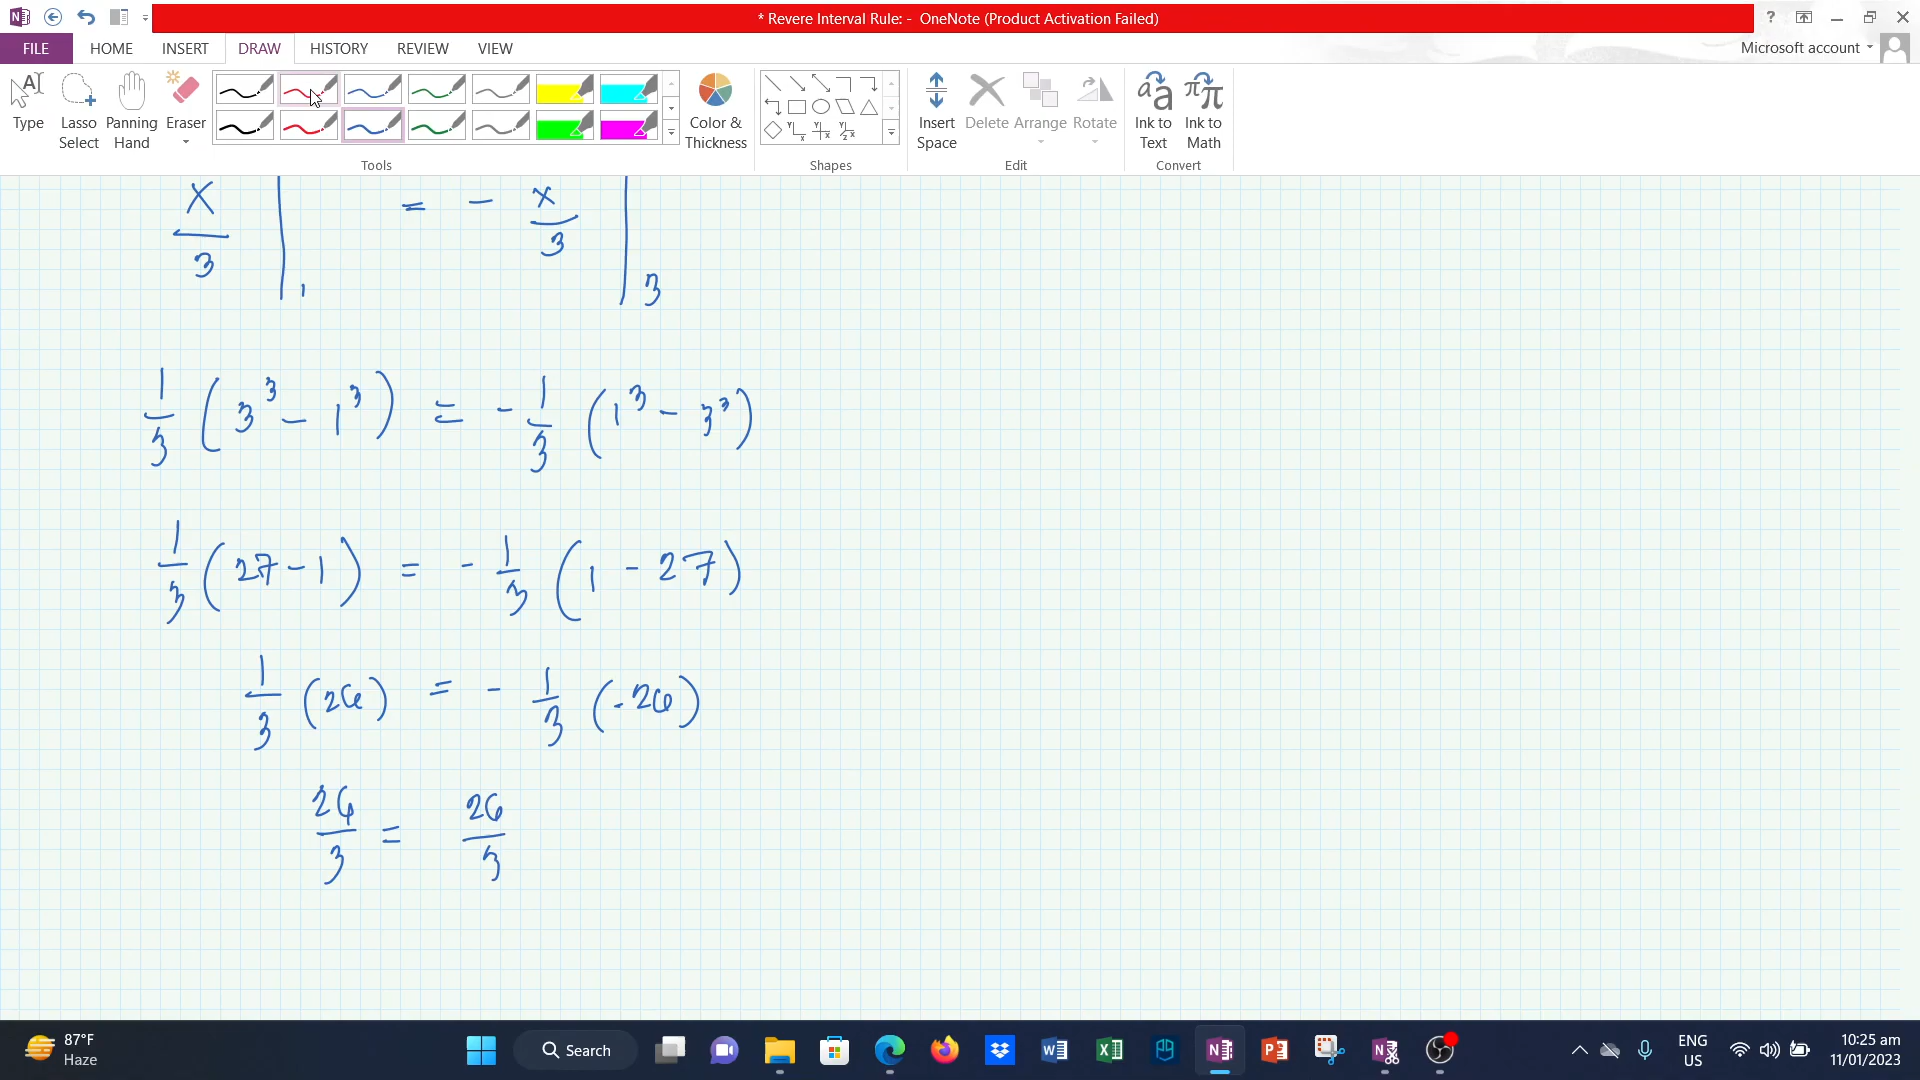 * Revere Interval Rule: - OneNote (Product Activation Failed)
?
FILE HOME INSERT DRAW HISTORY REVIEW VIEW
Microsoft account
Type
Lasso Select
Panning Hand
Eraser
Color & Thickness
Insert Space
Delete Arrange Rotate
Ink to Text
Ink to Math
Tools Shapes Edit Convert
x/3 |₁ = - x/3 |₃
1/3 (3³ - 1³) = - 1/3 (1³ - 3³)
1/3 (27 - 1) = - 1/3 (1 - 27)
1/3 (26) = - 1/3 (-26)
26/3 = 26/3
87°F
Haze
Search
ENG
US
10:25 am
11/01/2023